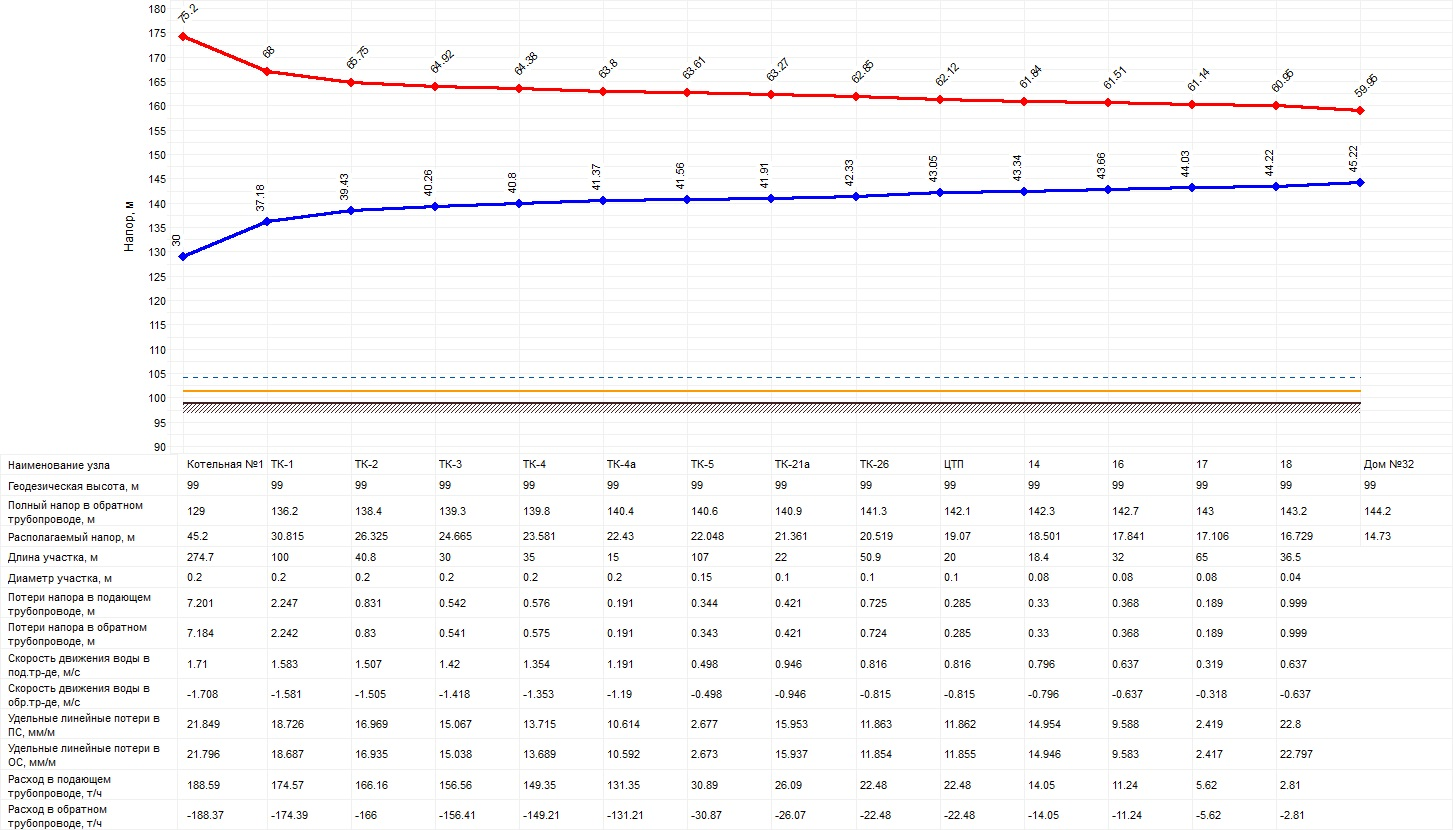 180
175
170
165
160
155
150
145
140
135
130
125
120
115
110
105
100
95
90
Напор, м
75.2 68 65.75 64.92 64.38 63.8 63.61 63.27 62.85 62.12 61.84 61.51 61.14 60.95 59.95
30 37.18 39.43 40.26 40.8 41.37 41.56 41.91 42.33 43.05 43.34 43.66 44.03 44.22 45.22
Наименование узла Котельная №1 ТК-1 ТК-2 ТК-3 ТК-4 ТК-4а ТК-5 ТК-21а ТК-26 ЦТП 14 16 17 18 Дом №32
Геодезическая высота, м 99 99 99 99 99 99 99 99 99 99 99 99 99 99 99
Полный напор в обратном
трубопроводе, м 129 136.2 138.4 139.3 139.8 140.4 140.6 140.9 141.3 142.1 142.3 142.7 143 143.2 144.2
Располагаемый напор, м 45.2 30.815 26.325 24.665 23.581 22.43 22.048 21.361 20.519 19.07 18.501 17.841 17.106 16.729 14.73
Длина участка, м 274.7 100 40.8 30 35 15 107 22 50.9 20 18.4 32 65 36.5
Диаметр участка, м 0.2 0.2 0.2 0.2 0.2 0.2 0.15 0.1 0.1 0.1 0.08 0.08 0.08 0.04
Потери напора в подающем
трубопроводе, м 7.201 2.247 0.831 0.542 0.576 0.191 0.344 0.421 0.725 0.285 0.33 0.368 0.189 0.999
Потери напора в обратном
трубопроводе, м 7.184 2.242 0.83 0.541 0.575 0.191 0.343 0.421 0.724 0.285 0.33 0.368 0.189 0.999
Скорость движения воды в
под.тр-де, м/с 1.71 1.583 1.507 1.42 1.354 1.191 0.498 0.946 0.816 0.816 0.796 0.637 0.319 0.637
Скорость движения воды в
обр.тр-де, м/с -1.708 -1.581 -1.505 -1.418 -1.353 -1.19 -0.498 -0.946 -0.815 -0.815 -0.796 -0.637 -0.318 -0.637
Удельные линейные потери в
ПС, мм/м 21.849 18.726 16.969 15.067 13.715 10.614 2.677 15.953 11.863 11.862 14.954 9.588 2.419 22.8
Удельные линейные потери в
ОС, мм/м 21.796 18.687 16.935 15.038 13.689 10.592 2.673 15.937 11.854 11.855 14.946 9.583 2.417 22.797
Расход в подающем
трубопроводе, т/ч 188.59 174.57 166.16 156.56 149.35 131.35 30.89 26.09 22.48 22.48 14.05 11.24 5.62 2.81
Расход в обратном
трубопроводе, т/ч -188.37 -174.39 -166 -156.41 -149.21 -131.21 -30.87 -26.07 -22.48 -22.48 -14.05 -11.24 -5.62 -2.81